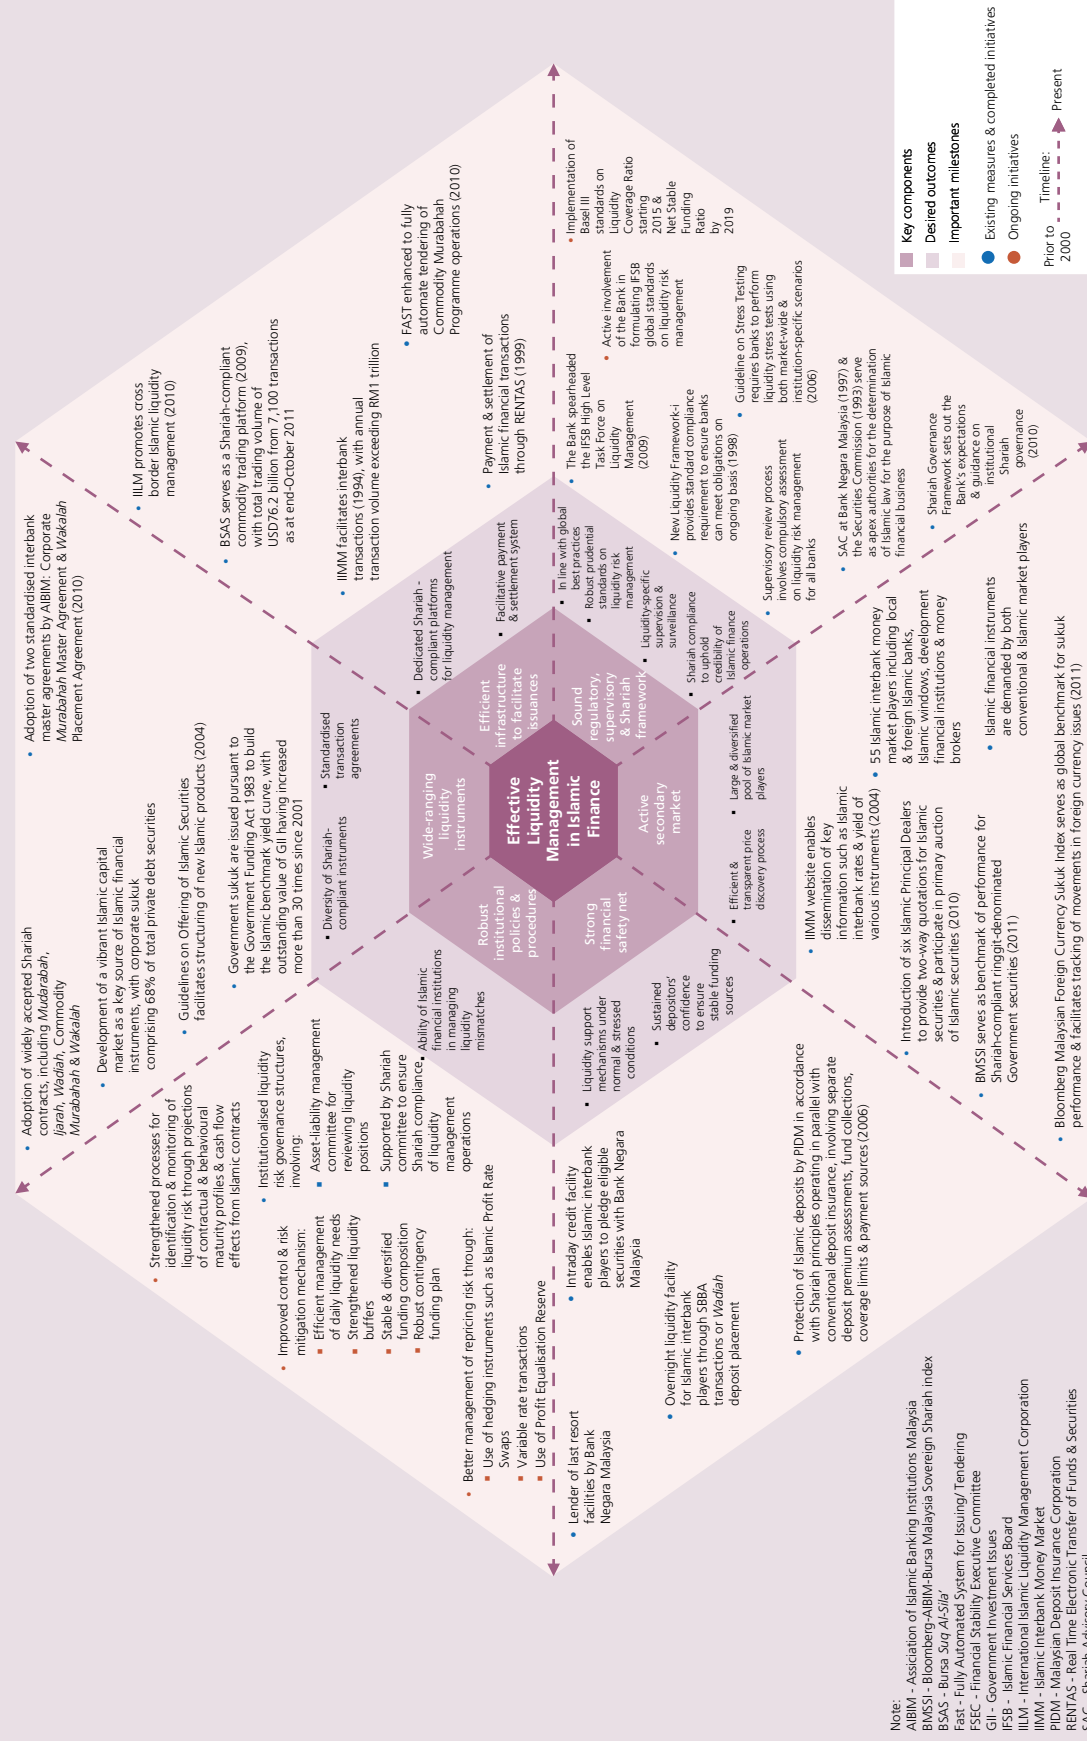 Adoption of widely accepted Shariah
contracts, including Mudarabah,
Ijarah, Wadiah, Commodity
Murabahah & Wakalah
Development of a vibrant Islamic capital
market as a key source of Islamic financial
instruments, with corporate sukuk
comprising 68% of total private debt securities
Guidelines on Offering of Islamic Securities
facilitates structuring of new Islamic products (2004)
Government sukuk are issued pursuant to
the Government Funding Act 1983 to build
the Islamic benchmark yield curve, with
outstanding value of GII having increased
more than 30 times since 2001
Adoption of two standardised interbank
master agreements by AIBIM: Corporate
Murabahah Master Agreement & Wakalah
Placement Agreement (2010)
Diversity of Shariah-
compliant instruments
Standardised
transaction
agreements
Wide-ranging
liquidity
instruments
IILM promotes cross
border Islamic liquidity
management (2010)
BSAS serves as a Shariah-compliant
commodity trading platform (2009),
with total trading volume of
USD76.2 billion from 7,100 transactions
as at end-October 2011
IIMM facilitates interbank
transactions (1994), with annual
transaction volume exceeding RM1 trillion
FAST enhanced to fully
automate tendering of
Commodity Murabahah
Programme operations (2010)
Payment & settlement of
Islamic financial transactions
through RENTAS (1999)
Dedicated Shariah -
compliant platforms
for liquidity management
Facilitative payment
& settlement system
Efficient
infrastructure
to facilitate
issuances
Strengthened processes for
identification & monitoring of
liquidity risk through projections
of contractual & behavioural
maturity profiles & cash flow
effects from Islamic contracts
Institutionalised liquidity
risk governance structures,
involving:
Asset-liability management
committee for
reviewing liquidity
positions
Supported by Shariah
committee to ensure
Shariah compliance
of liquidity
management
operations
Improved control & risk
mitigation mechanism:
Efficient management
of daily liquidity needs
Strengthened liquidity
buffers
Stable & diversified
funding composition
Robust contingency
funding plan
Better management of repricing risk through:
Use of hedging instruments such as Islamic Profit Rate
Swaps
Variable rate transactions
Use of Profit Equalisation Reserve
Ability of Islamic
financial institutions
in managing
liquidity
mismatches
Robust
institutional
policies &
procedures
Effective
Liquidity
Management
in Islamic
Finance
Sound
regulatory,
supervisory
& Shariah
framework
In line with global
best practices
Robust prudential
standards on
liquidity risk
management
Liquidity-specific
supervision &
surveillance
Shariah compliance
to uphold
credibility of
Islamic finance
operations
The Bank spearheaded
the IFSB High Level
Task Force on
Liquidity
Management
(2009)
Active involvement
of the Bank in
formulating IFSB
global standards
on liquidity risk
management
Implementation of
Basel III
standards on
Liquidity
Coverage Ratio
starting
2015 &
Net Stable
Funding
Ratio
by
2019
New Liquidity Framework-i
provides standard compliance
requirement to ensure banks
can meet obligations on
ongoing basis (1998)
Guideline on Stress Testing
requires banks to perform
liquidity stress tests using
both market-wide &
institution-specific scenarios
(2006)
Supervisory review process
involves compulsory assessment
on liquidity risk management
for all banks
SAC at Bank Negara Malaysia (1997) &
the Securities Commission (1993) serve
as apex authorities for the determination
of Islamic law for the purpose of Islamic
financial business
Shariah Governance
Framework sets out the
Bank's expectations
& guidance on
institutional
Shariah
governance
(2010)
Strong
financial
safety net
Liquidity support
mechanisms under
normal & stressed
conditions
Sustained
depositors'
confidence
to ensure
stable funding
sources
Lender of last resort
facilities by Bank
Negara Malaysia
Intraday credit facility
enables Islamic interbank
players to pledge eligible
securities with Bank Negara
Malaysia
Overnight liquidity facility
for Islamic interbank
players through SBBA
transactions or Wadiah
deposit placement
Protection of Islamic deposits by PIDM in accordance
with Shariah principles operating in parallel with
conventional deposit insurance, involving separate
deposit premium assessments, fund collections,
coverage limits & payment sources (2006)
Active
secondary
market
Efficient &
transparent price
discovery process
Large & diversified
pool of Islamic market
players
IIMM website enables
dissemination of key
information such as Islamic
interbank rates & yield of
various instruments (2004)
55 Islamic interbank money
market players including local
& foreign Islamic banks,
Islamic windows, development
financial institutions & money
brokers
Introduction of six Islamic Principal Dealers
to provide two-way quotations for Islamic
securities & participate in primary auction
of Islamic securities (2010)
Islamic financial instruments
are demanded by both
conventional & Islamic market players
BMSSI serves as benchmark of performance for
Shariah-compliant ringgit-denominated
Government securities (2011)
Bloomberg Malaysian Foreign Currency Sukuk Index serves as global benchmark for sukuk
performance & facilitates tracking of movements in foreign currency issues (2011)
Key components
Desired outcomes
Important milestones
Existing measures & completed initiatives
Ongoing initiatives
Timeline:
Prior to
2000
Present
Note:
AIBIM - Assiciation of Islamic Banking Institutions Malaysia
BMSSI - Bloomberg-AIBIM-Bursa Malaysia Sovereign Shariah index
BSAS - Bursa Suq Al-Sila'
Fast - Fully Automated System for Issuing/ Tendering
FSEC - Financial Stability Executive Committee
GII - Government Investment Issues
IFSB - Islamic Financial Services Board
IILM - International Islamic Liquidity Management Corporation
IIMM - Islamic Interbank Money Market
PIDM - Malaysian Deposit Insurance Corporation
RENTAS - Real Time Electronic Transfer of Funds & Securities
SAC - Shariah Advisory Council